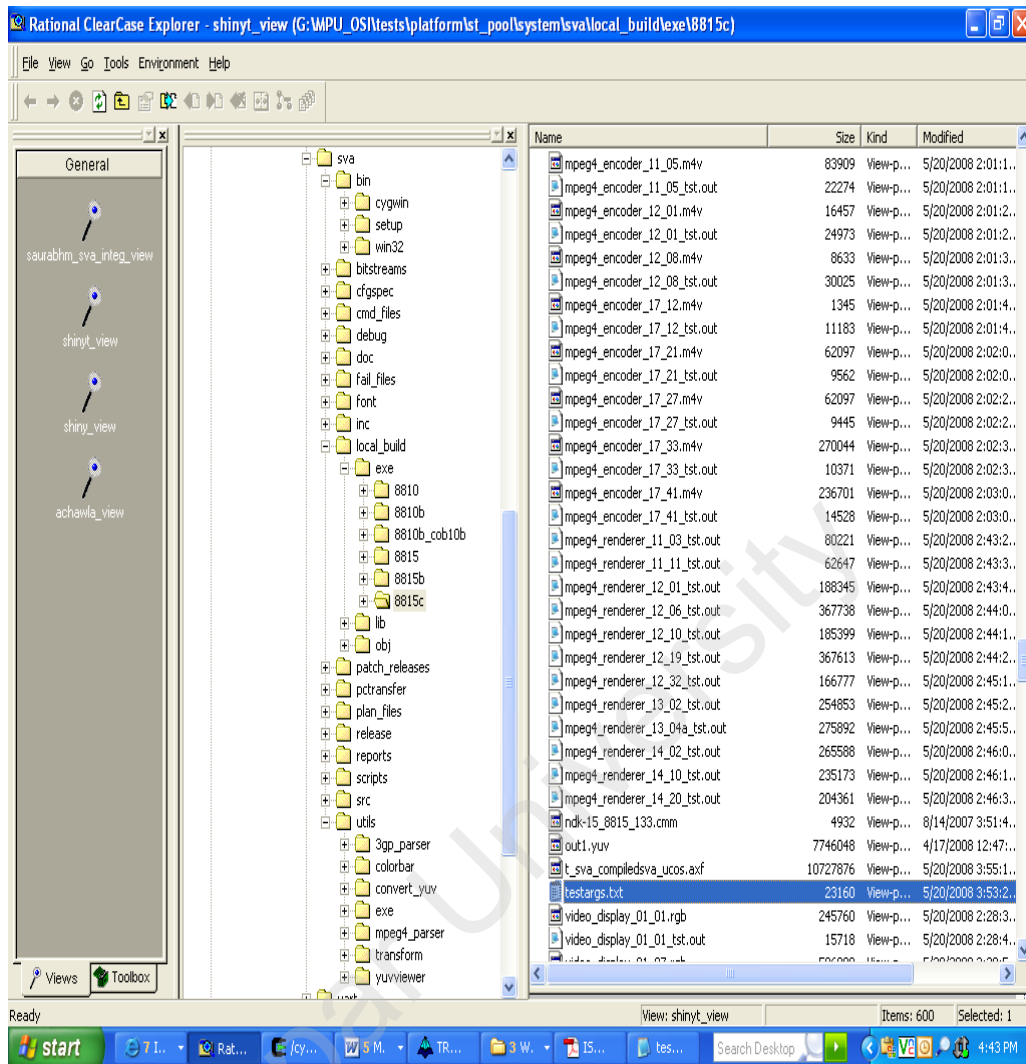 Rational ClearCase Explorer - shinyt_view (G:\MPU_OSI\tests\platform\st_pool\system\sva\local_build\exe\8815c)
File View Go Tools Environment Help
General
saurabhm_sva_integ_view
shinyt_view
shiny_view
achawla_view
Views Toolbox
sva
bin
cygwin
setup
win32
bitstreams
cfgspec
cmd_files
debug
doc
fail_files
font
inc
local_build
exe
8810
8810b
8810b_cob10b
8815
8815b
8815c
lib
obj
patch_releases
pctransfer
plan_files
release
reports
scripts
src
utils
3gp_parser
colorbar
convert_yuv
exe
mpeg4_parser
transform
yuvviewer
uart
Name Size Kind Modified
mpeg4_encoder_11_05.m4v 83909 View-p... 5/20/2008 2:01:1..
mpeg4_encoder_11_05_tst.out 22274 View-p... 5/20/2008 2:01:1..
mpeg4_encoder_12_01.m4v 16457 View-p... 5/20/2008 2:01:2..
mpeg4_encoder_12_01_tst.out 24973 View-p... 5/20/2008 2:01:2..
mpeg4_encoder_12_08.m4v 8633 View-p... 5/20/2008 2:01:3..
mpeg4_encoder_12_08_tst.out 30025 View-p... 5/20/2008 2:01:3..
mpeg4_encoder_17_12.m4v 1345 View-p... 5/20/2008 2:01:4..
mpeg4_encoder_17_12_tst.out 11183 View-p... 5/20/2008 2:01:4..
mpeg4_encoder_17_21.m4v 62097 View-p... 5/20/2008 2:02:0..
mpeg4_encoder_17_21_tst.out 9562 View-p... 5/20/2008 2:02:0..
mpeg4_encoder_17_27.m4v 62097 View-p... 5/20/2008 2:02:2..
mpeg4_encoder_17_27_tst.out 9445 View-p... 5/20/2008 2:02:2..
mpeg4_encoder_17_33.m4v 270044 View-p... 5/20/2008 2:02:3..
mpeg4_encoder_17_33_tst.out 10371 View-p... 5/20/2008 2:02:3..
mpeg4_encoder_17_41.m4v 236701 View-p... 5/20/2008 2:03:0..
mpeg4_encoder_17_41_tst.out 14528 View-p... 5/20/2008 2:03:0..
mpeg4_renderer_11_03_tst.out 80221 View-p... 5/20/2008 2:43:2..
mpeg4_renderer_11_11_tst.out 62647 View-p... 5/20/2008 2:43:3..
mpeg4_renderer_12_01_tst.out 188345 View-p... 5/20/2008 2:43:4..
mpeg4_renderer_12_06_tst.out 367738 View-p... 5/20/2008 2:44:0..
mpeg4_renderer_12_10_tst.out 185399 View-p... 5/20/2008 2:44:1..
mpeg4_renderer_12_19_tst.out 367613 View-p... 5/20/2008 2:44:2..
mpeg4_renderer_12_32_tst.out 166777 View-p... 5/20/2008 2:45:1..
mpeg4_renderer_13_02_tst.out 254853 View-p... 5/20/2008 2:45:2..
mpeg4_renderer_13_04a_tst.out 275892 View-p... 5/20/2008 2:45:5..
mpeg4_renderer_14_02_tst.out 265588 View-p... 5/20/2008 2:46:0..
mpeg4_renderer_14_10_tst.out 235173 View-p... 5/20/2008 2:46:1..
mpeg4_renderer_14_20_tst.out 204361 View-p... 5/20/2008 2:46:3..
ndk-15_8815_133.cmm 4932 View-p... 8/14/2007 3:51:4..
out1.yuv 7746048 View-p... 4/17/2008 12:47:..
t_sva_compiledsva_ucos.axf 10727876 View-p... 5/20/2008 3:55:1..
testargs.txt 23160 View-p... 5/20/2008 3:53:2..
video_display_01_01.rgb 245760 View-p... 5/20/2008 2:28:3..
video_display_01_01_tst.out 15718 View-p... 5/20/2008 2:28:4..
Ready View: shinyt_view Items: 600 Selected: 1
start 7 I.. Rat... /cy... 5 M. TR... 3 W. IS... tes... Search Desktop 4:43 PM
University